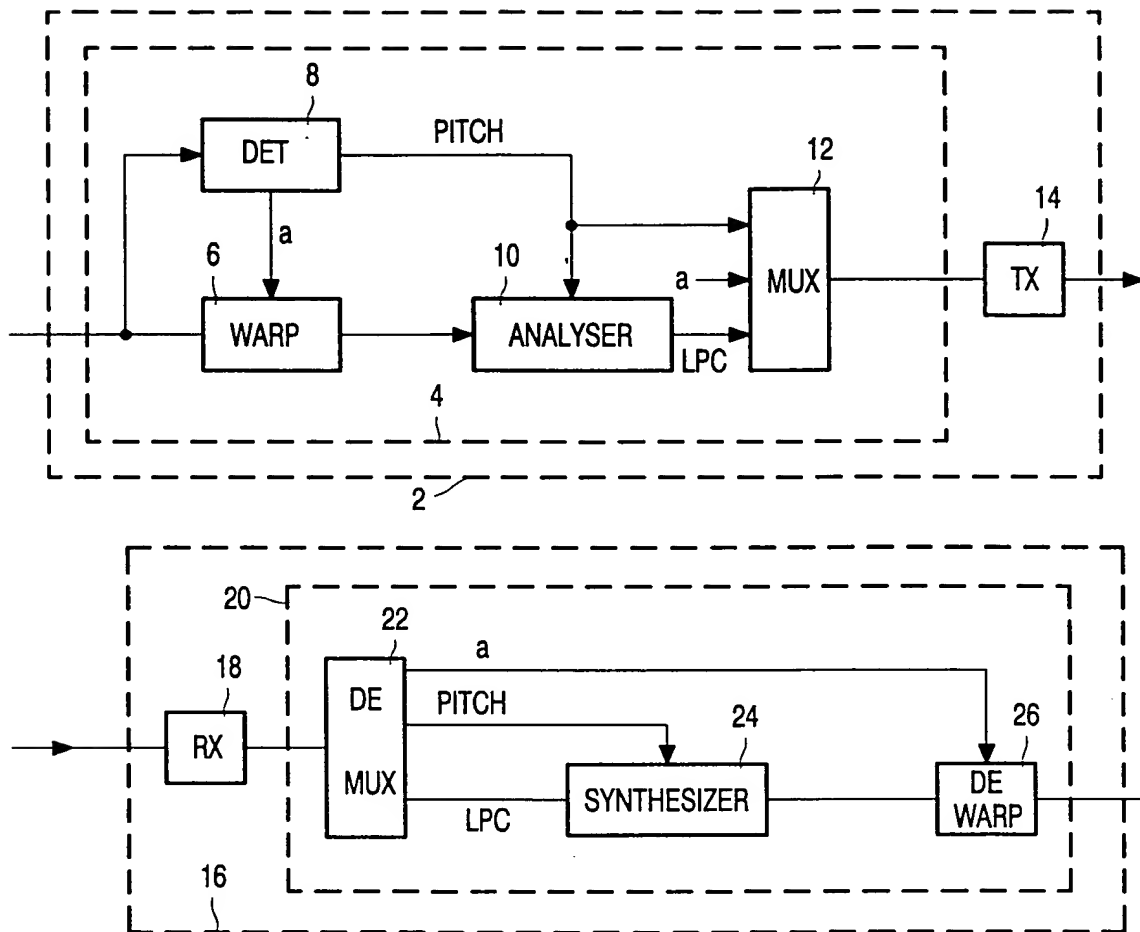 8
DET
PITCH
12
a
6
WARP
10
ANALYSER
LPC
a
MUX
14
TX
4
2
20
22
a
18
RX
DE
MUX
PITCH
24
SYNTHESIZER
LPC
26
DE
WARP
16